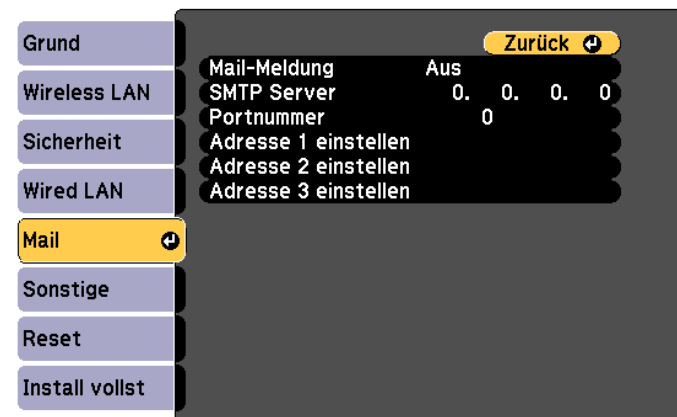 Grund
Wireless LAN
Sicherheit
Wired LAN
Mail
Sonstige
Reset
Install vollst
Zurück
Mail-Meldung Aus
SMTP Server 0. 0. 0. 0
Portnummer 0
Adresse 1 einstellen
Adresse 2 einstellen
Adresse 3 einstellen